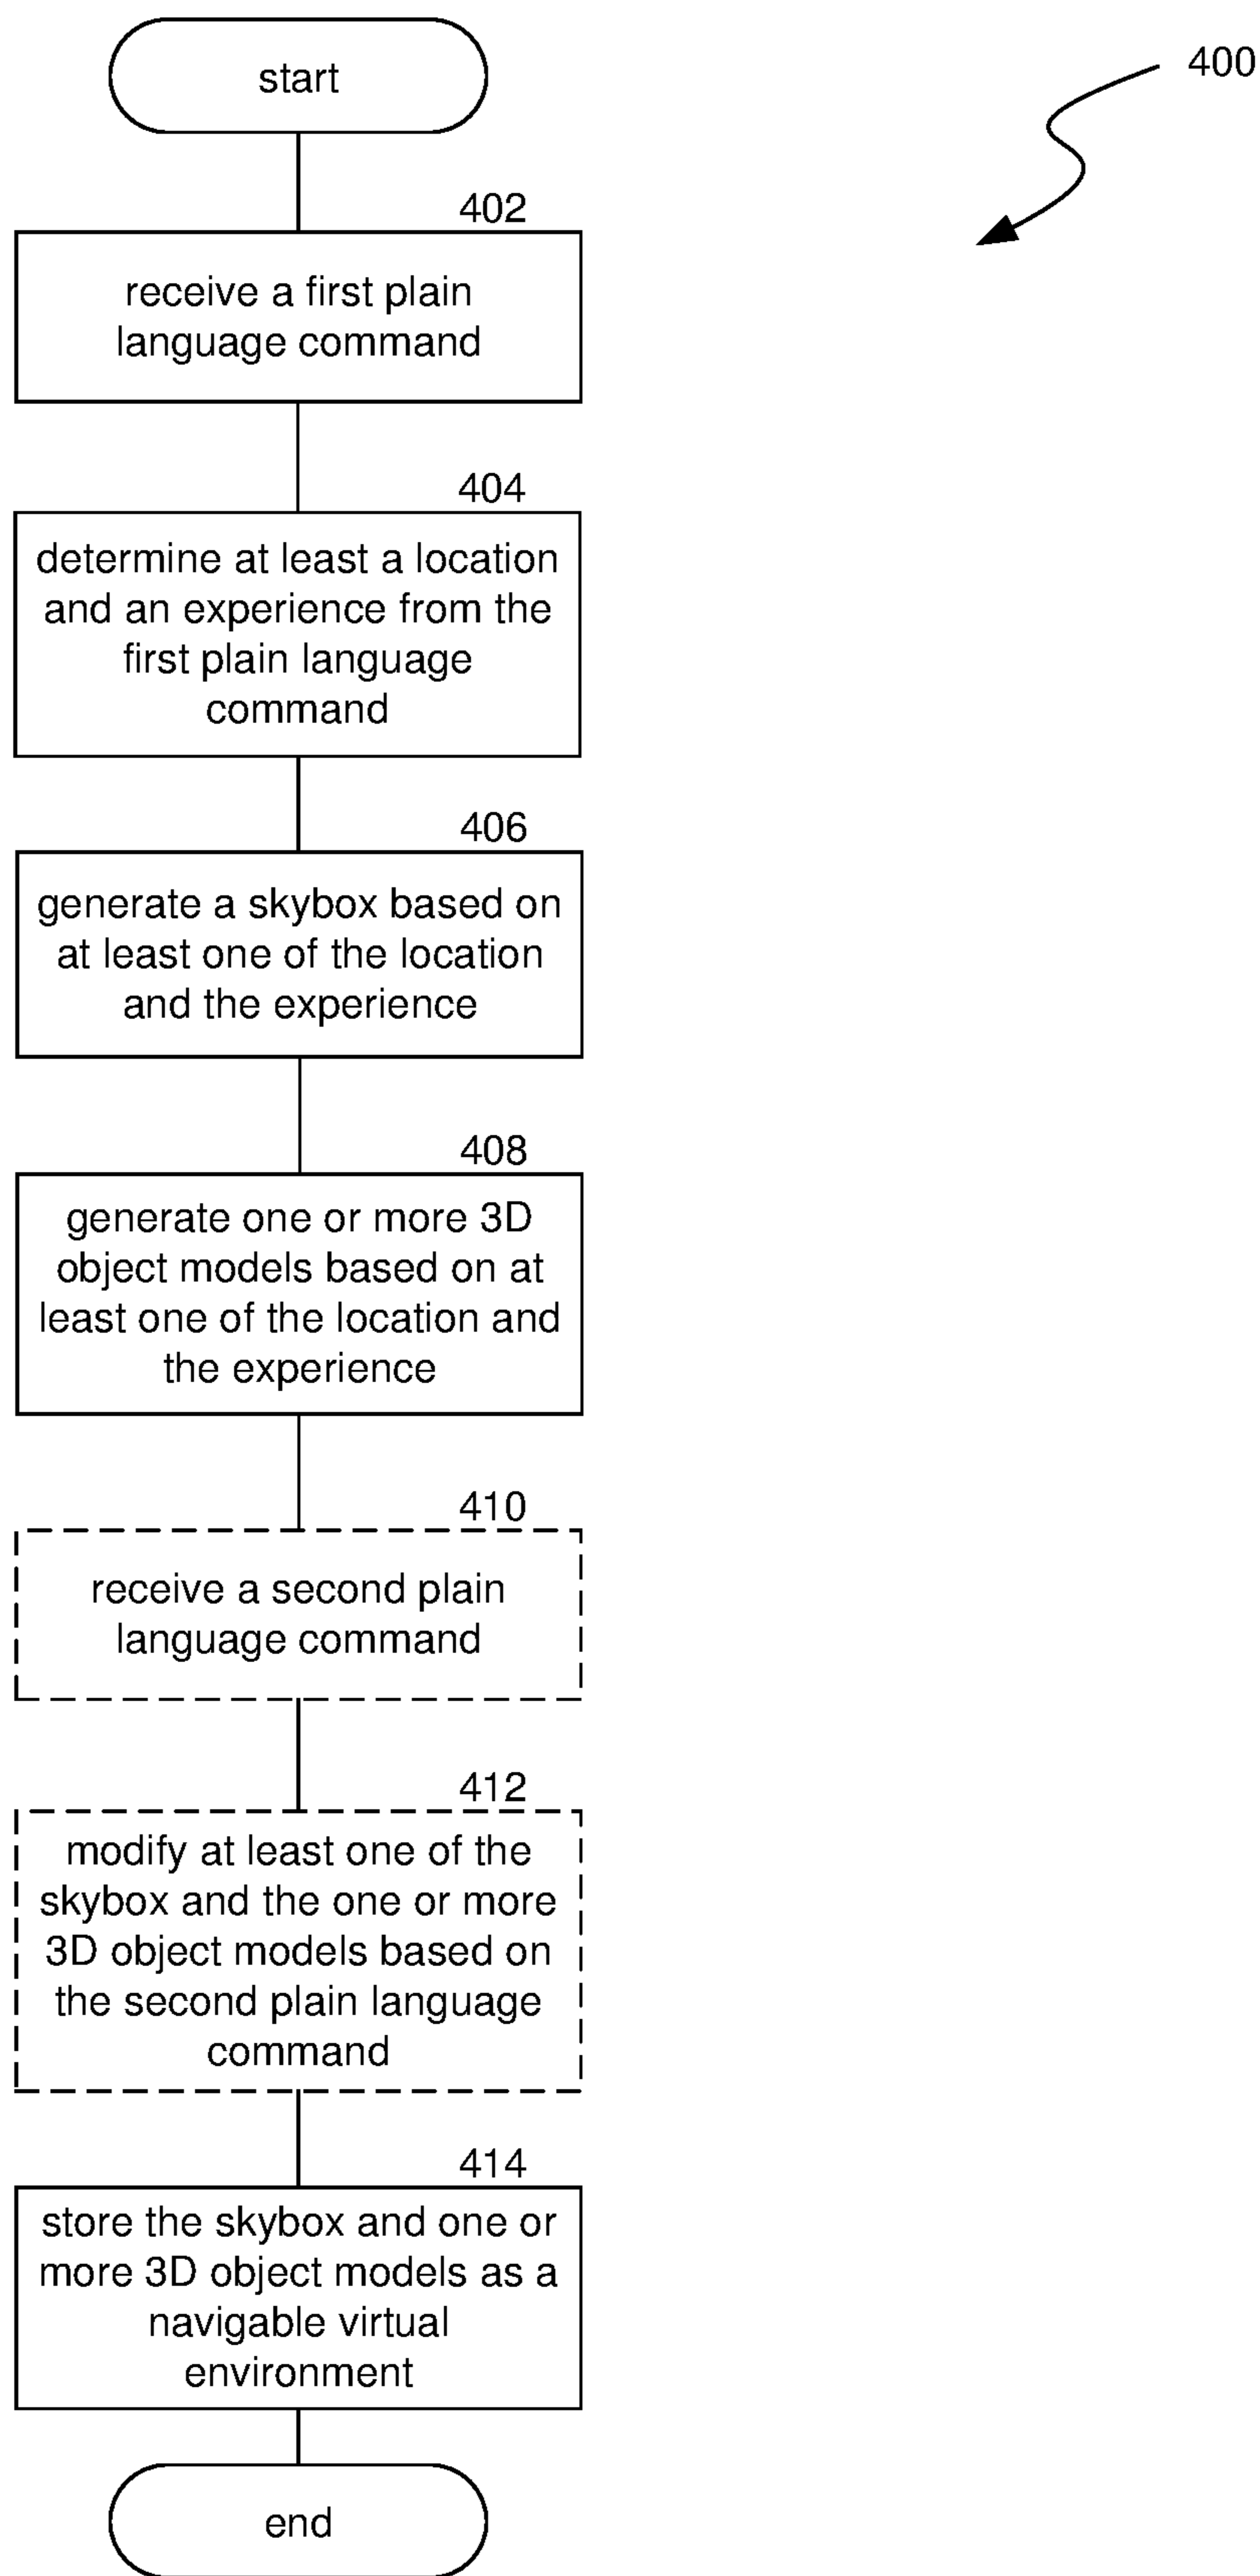 start
400
402
receive a first plain
language command
404
determine at least a location
and an experience from the
first plain language
command
406
generate a skybox based on
at least one of the location
and the experience
408
generate one or more 3D
object models based on at
least one of the location and
the experience
410
receive a second plain
language command
412
modify at least one of the
skybox and the one or more
3D object models based on
the second plain language
command
414
store the skybox and one or
more 3D object models as a
navigable virtual
environment
end